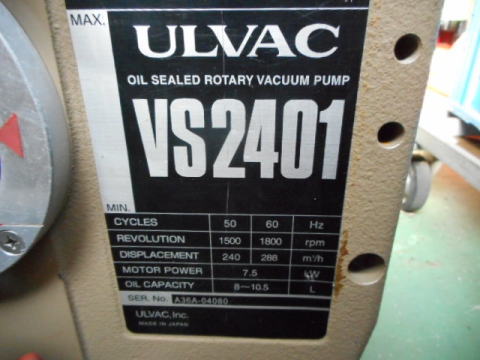 MAX.
ULVAC
OIL SEALED ROTARY VACUUM PUMP
VS2401
MIN.
CYCLES 50 60 Hz
REVOLUTION 1500 1800 rpm
DISPLACEMENT 240 288 m³/h
MOTOR POWER 7.5 kW
OIL CAPACITY 8~10.5 L
SER. No. A36A-04080
ULVAC, Inc.
MADE IN JAPAN